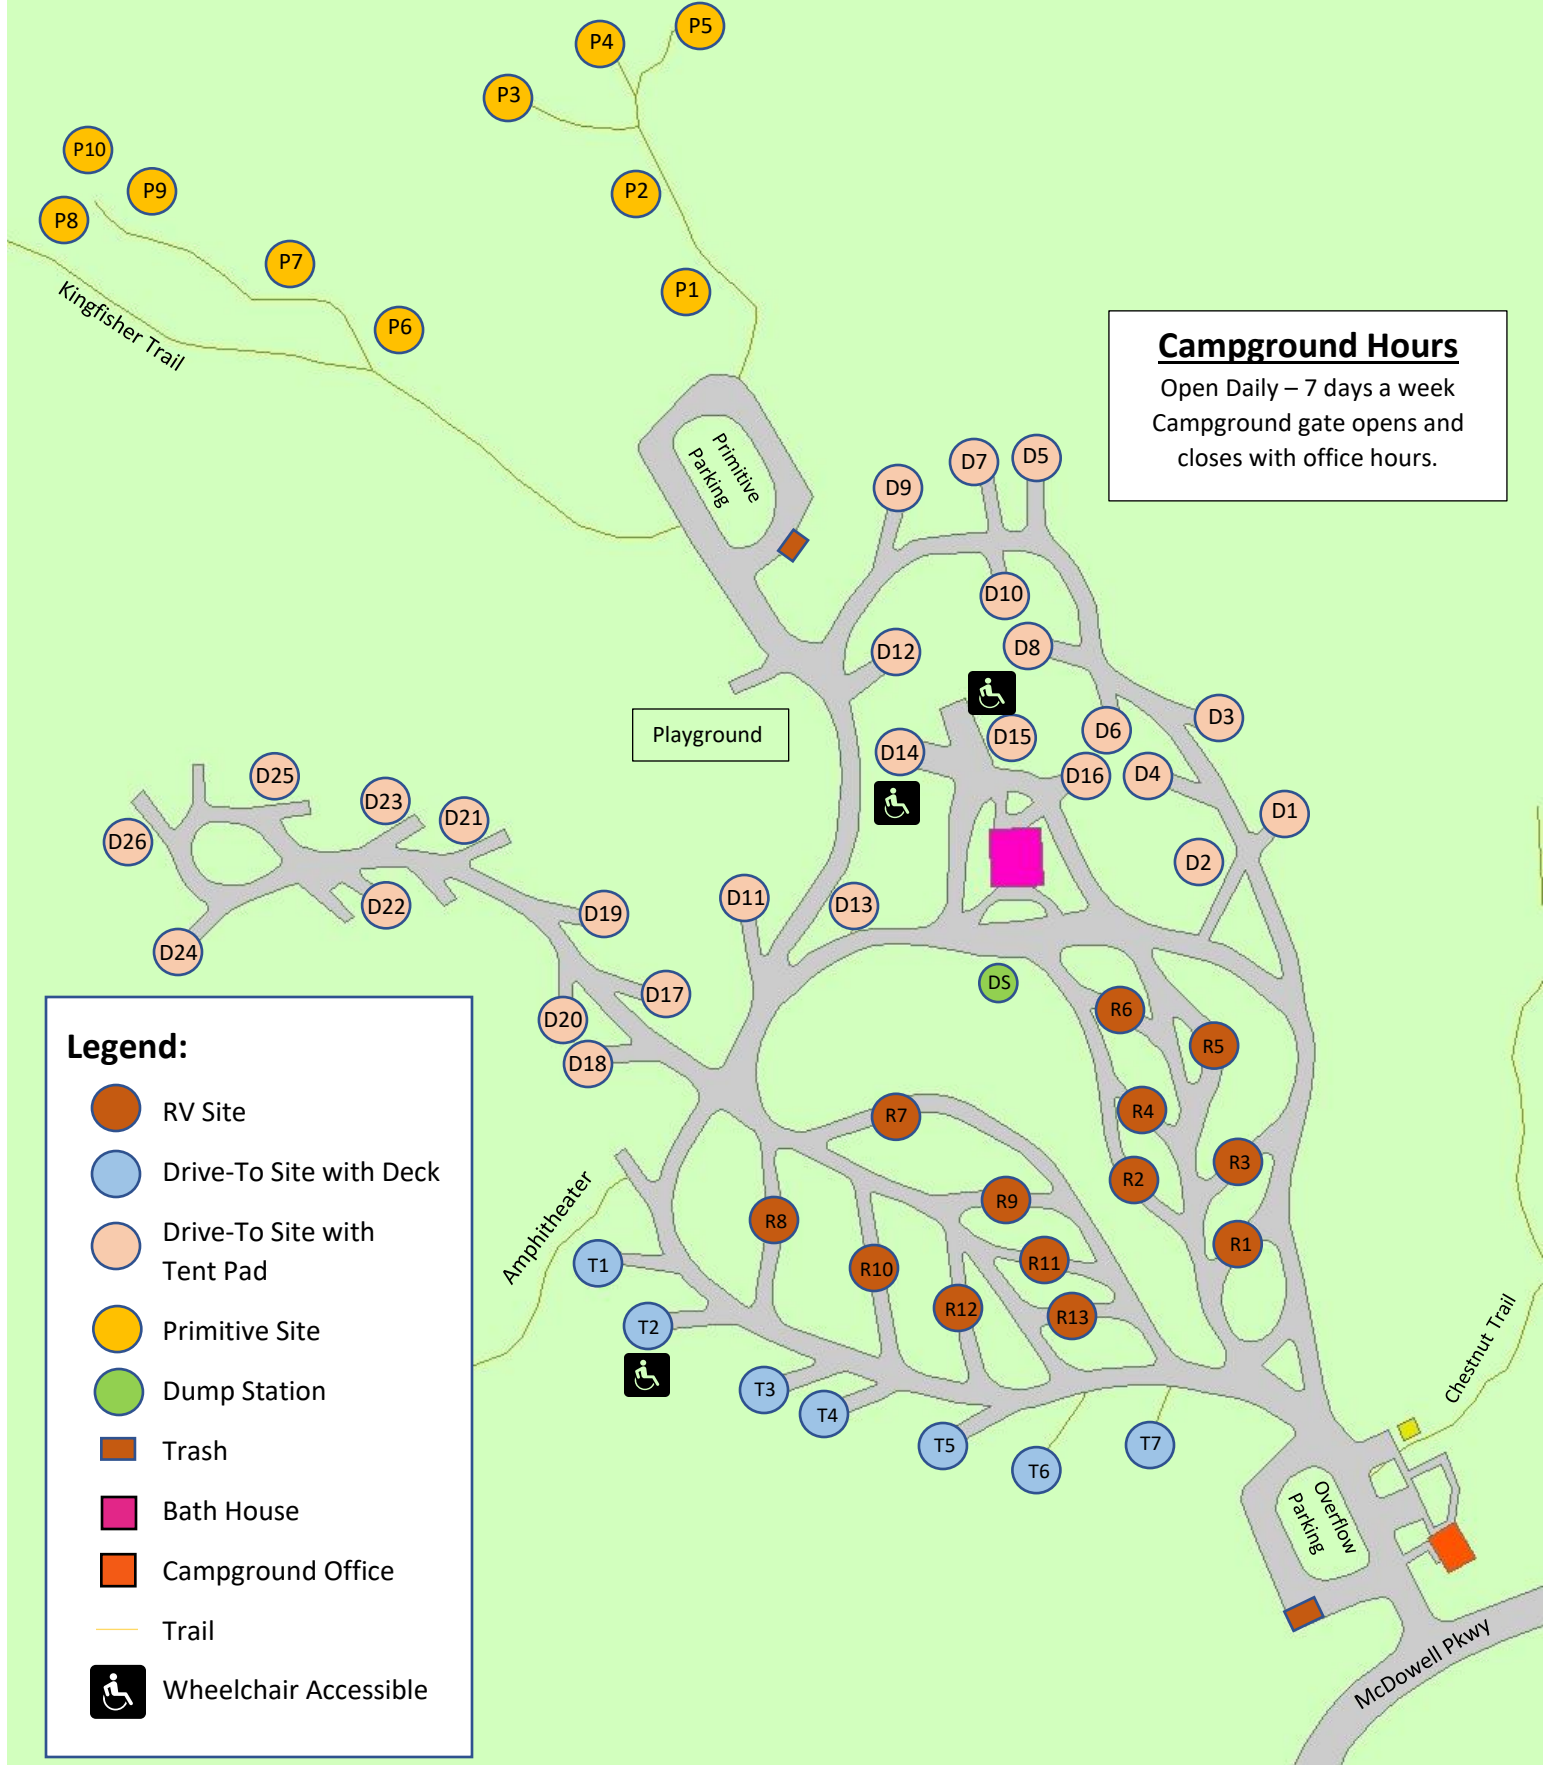 P5
P4
P3
P10
P9
P2
P8
P7
P1
P6
Kingfisher Trail
Campground Hours
Open Daily – 7 days a week
Campground gate opens and
closes with office hours.
Primitive
Parking
D7
D5
D9
D10
D8
D12
D3
D6
D15
D14
D16
D4
Playground
D25
D23
D21
D26
D1
D2
D11
D13
D22
D19
D24
DS
D17
D20
D18
R6
R5
R4
R7
R3
R2
R9
R8
R1
R11
R10
R12
R13
Amphitheater
T1
T2
T3
T4
T5
T6
T7
Chestnut Trail
Overflow
Parking
McDowell Pkwy
Legend:
RV Site
Drive-To Site with Deck
Drive-To Site with
Tent Pad
Primitive Site
Dump Station
Trash
Bath House
Campground Office
Trail
Wheelchair Accessible